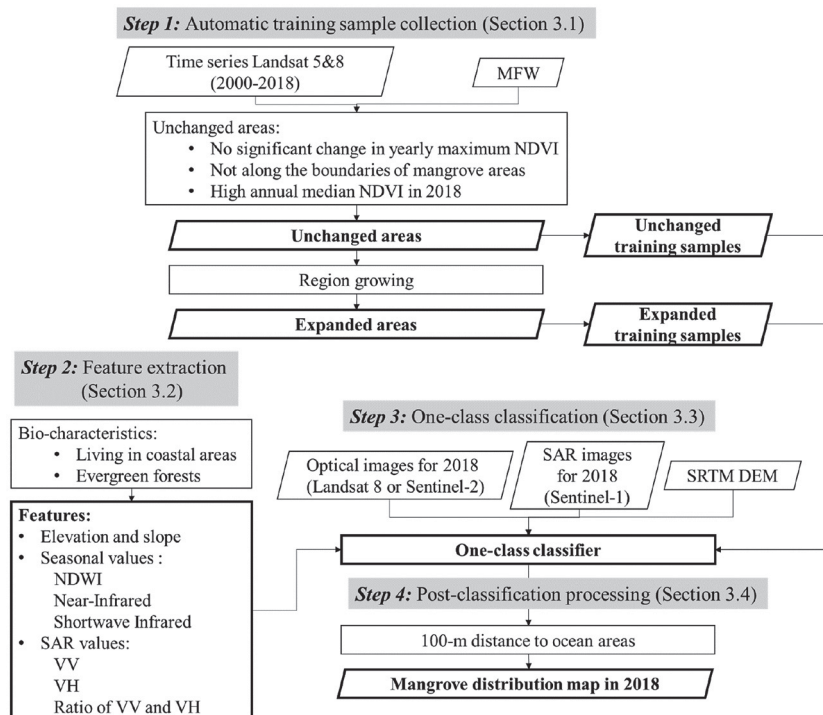 Step 1: Automatic training sample collection (Section 3.1)
Time series Landsat 5&8
(2000-2018)
MFW
Unchanged areas:
• No significant change in yearly maximum NDVI
• Not along the boundaries of mangrove areas
• High annual median NDVI in 2018
Unchanged areas
Unchanged
training samples
Region growing
Expanded areas
Expanded
training samples
Step 2: Feature extraction
(Section 3.2)
Bio-characteristics:
• Living in coastal areas
• Evergreen forests
Features:
• Elevation and slope
• Seasonal values :
NDWI
Near-Infrared
Shortwave Infrared
• SAR values:
VV
VH
Ratio of VV and VH
Step 3: One-class classification (Section 3.3)
Optical images for 2018
(Landsat 8 or Sentinel-2)
SAR images
for 2018
(Sentinel-1)
SRTM DEM
One-class classifier
Step 4: Post-classification processing (Section 3.4)
100-m distance to ocean areas
Mangrove distribution map in 2018